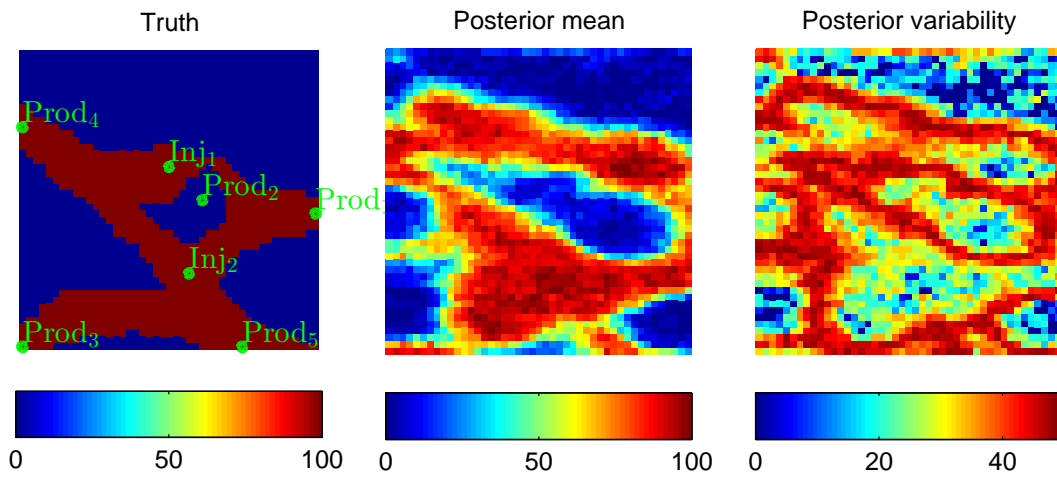 Truth
Posterior mean
Posterior variability
Prod₄
Inj₁
Prod₂
Prod
Inj₂
Prod₃
Prod₅
0 50 100
0 50 100
0 20 40